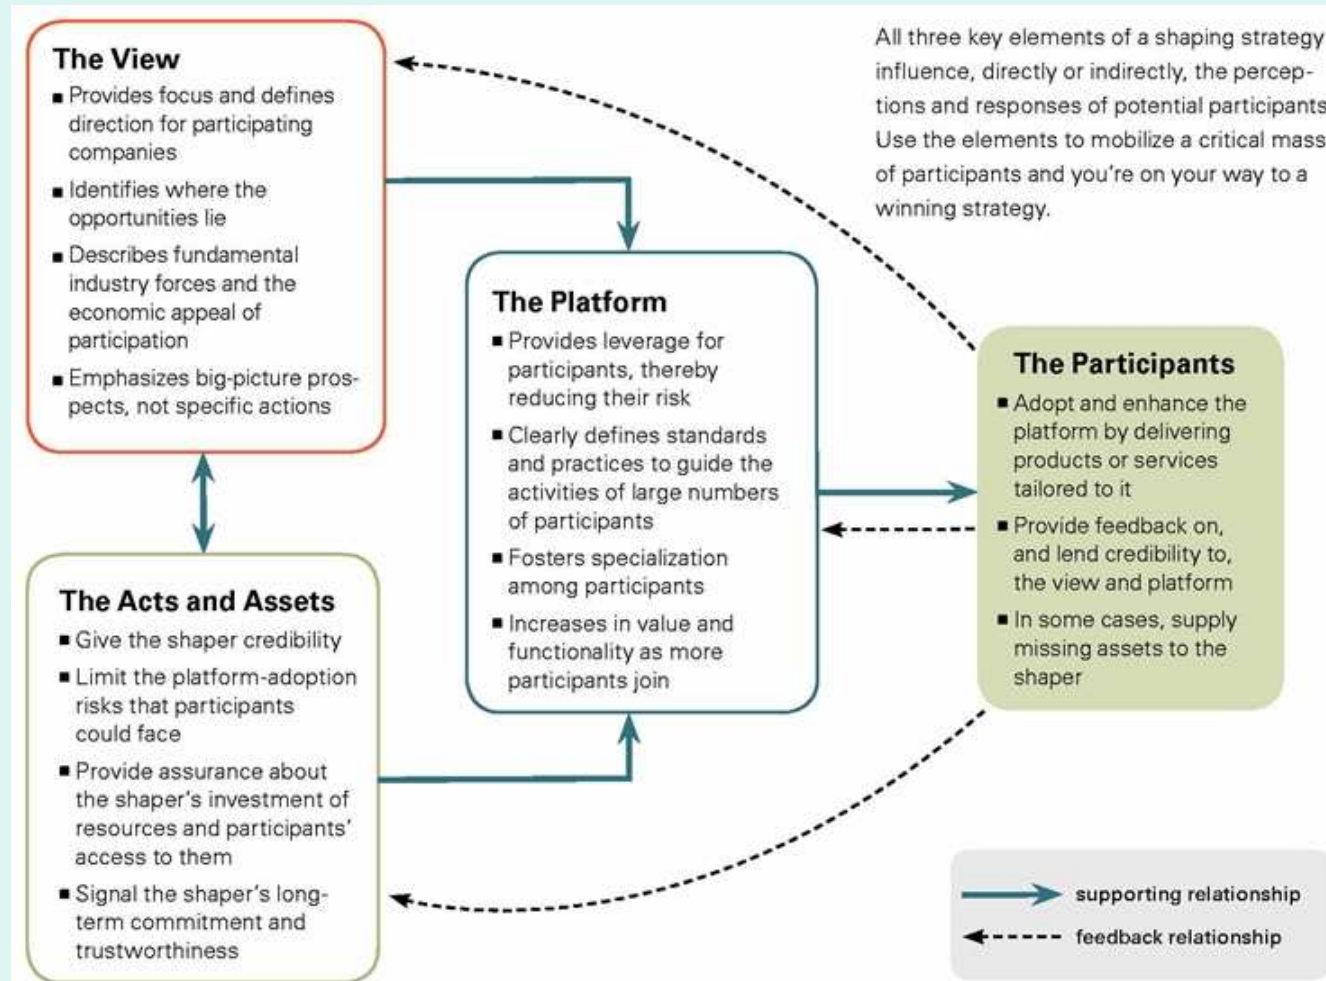 The View
■ Provides focus and defines
direction for participating
companies
■ Identifies where the
opportunities lie
■ Describes fundamental
industry forces and the
economic appeal of
participation
■ Emphasizes big-picture pros-
pects, not specific actions
The Acts and Assets
■ Give the shaper credibility
■ Limit the platform-adoption
risks that participants
could face
■ Provide assurance about
the shaper's investment of
resources and participants'
access to them
■ Signal the shaper's long-
term commitment and
trustworthiness
The Platform
■ Provides leverage for
participants, thereby
reducing their risk
■ Clearly defines standards
and practices to guide the
activities of large numbers
of participants
■ Fosters specialization
among participants
■ Increases in value and
functionality as more
participants join
All three key elements of a shaping strategy
influence, directly or indirectly, the percep-
tions and responses of potential participants
Use the elements to mobilize a critical mass
of participants and you're on your way to a
winning strategy.
The Participants
■ Adopt and enhance the
platform by delivering
products or services
tailored to it
■ Provide feedback on,
and lend credibility to,
the view and platform
■ In some cases, supply
missing assets to the
shaper
supporting relationship
feedback relationship